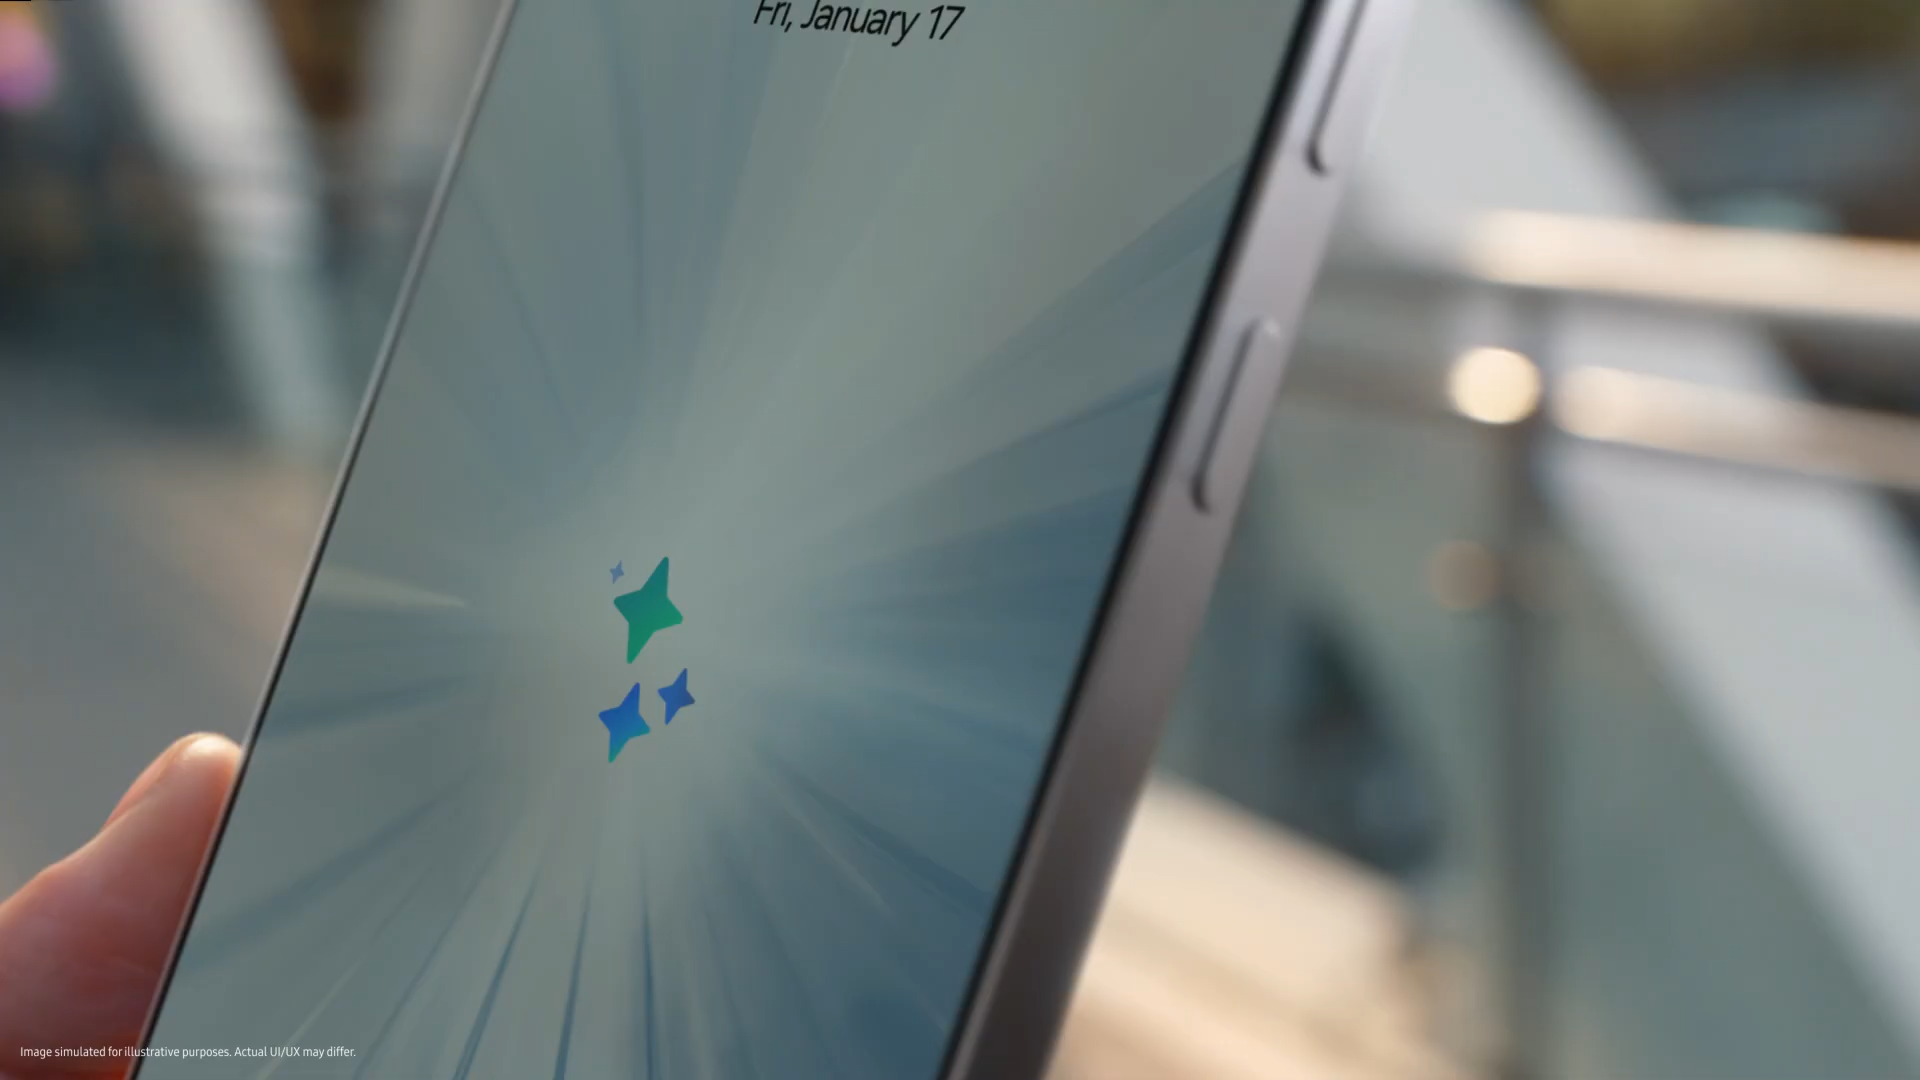 Fri, January 17
Image simulated for illustrative purposes. Actual UI/UX may differ.